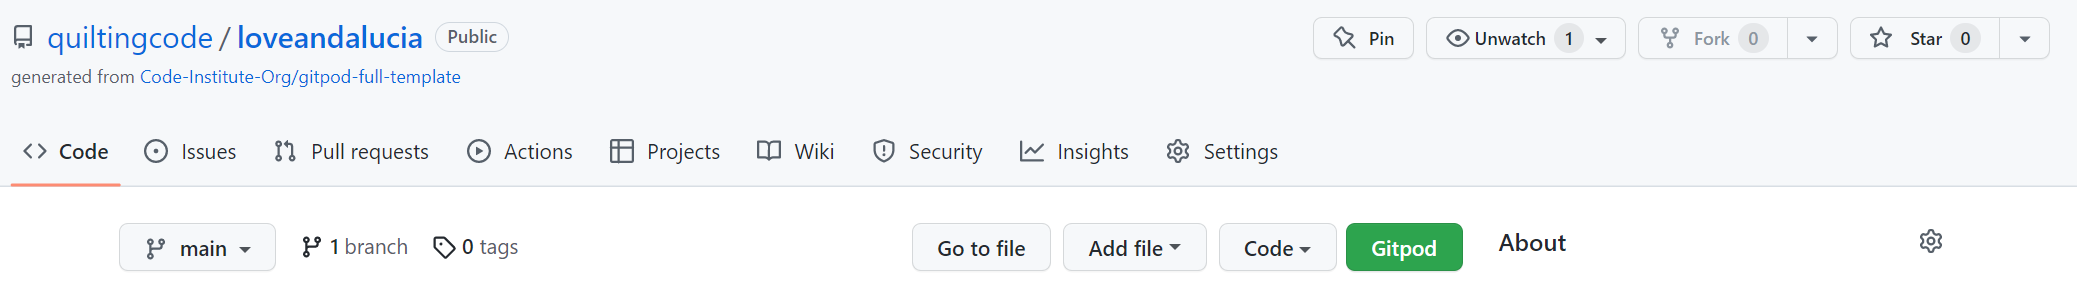 quiltingcode / loveandalucia Public Pin Unwatch 1 Fork 0 Star 0
generated from Code-Institute-Org/gitpod-full-template
Code Issues Pull requests Actions Projects Wiki Security Insights Settings
main 1 branch 0 tags Go to file Add file Code Gitpod About